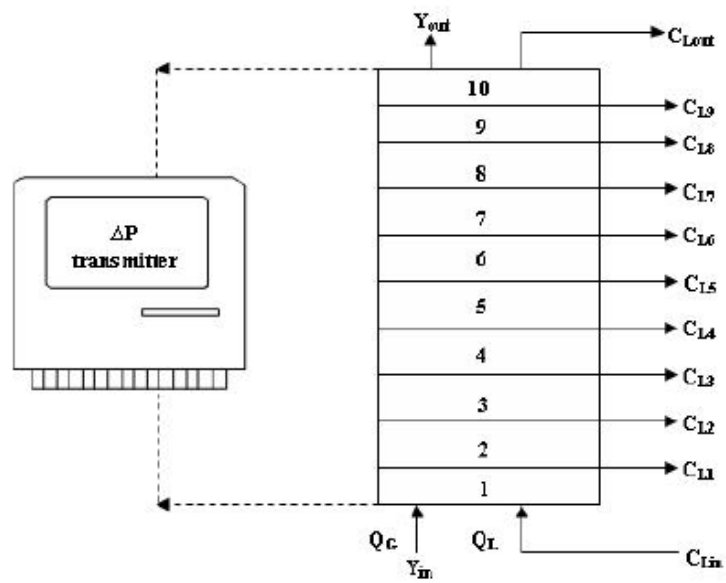 Yout
CLout
10
CL9
9
CL8
8
CL7
7
CL6
6
CL5
5
CL4
4
CL3
3
CL2
2
CL1
1
ΔP
transmitter
QG
QL
Yin
CLin